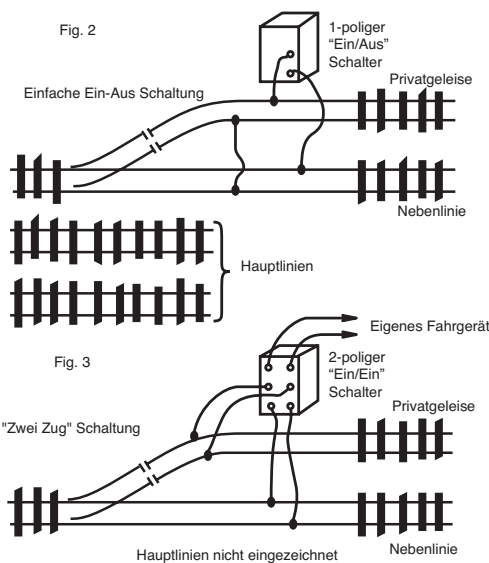 Fig. 2
1-poliger
“Ein/Aus”
Schalter
Privatgeleise
Einfache Ein-Aus Schaltung
Nebenlinie
Hauptlinien
Eigenes Fahrgerät
Fig. 3
2-poliger
“Ein/Ein”
Schalter
Privatgeleise
"Zwei Zug" Schaltung
Hauptlinien nicht eingezeichnet
Nebenlinie